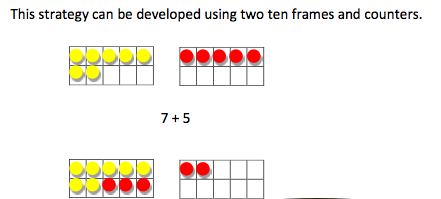 This strategy can be developed using two ten frames and counters.
7 + 5